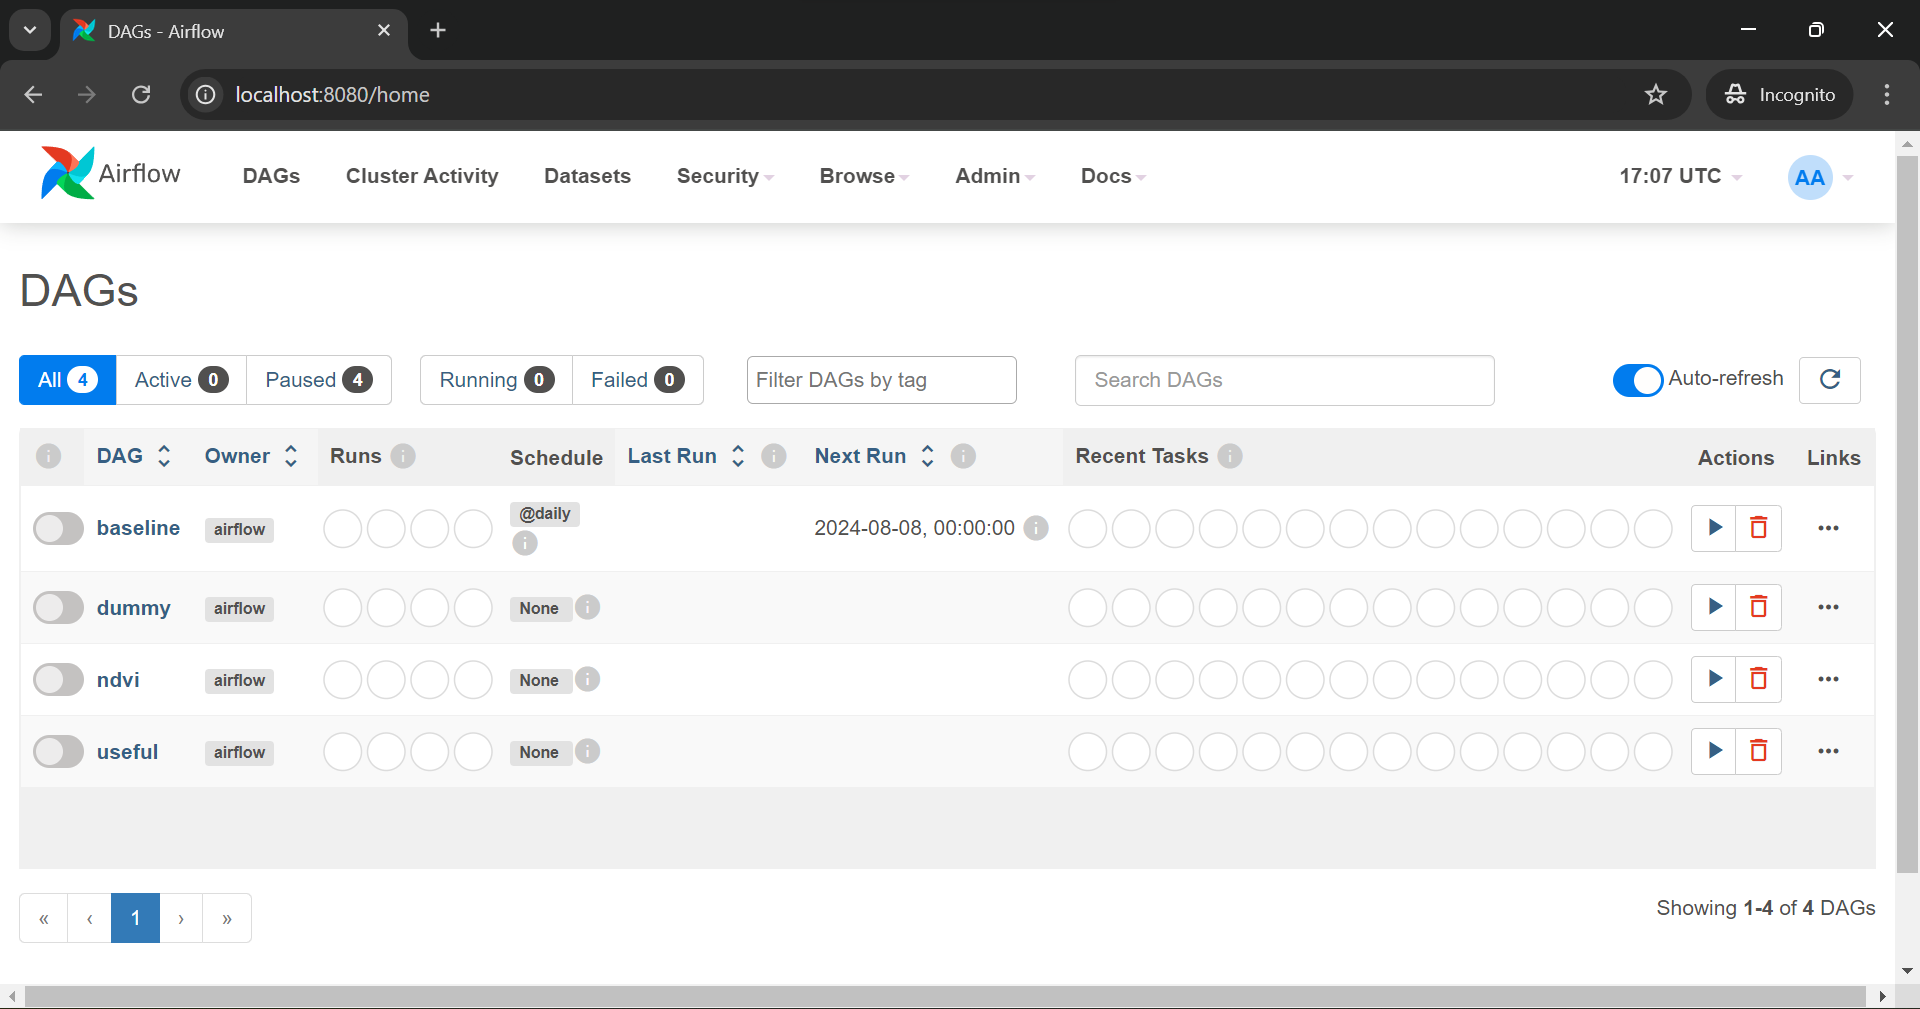 DAGs - Airflow
localhost:8080/home
Incognito
Airflow DAGs Cluster Activity Datasets Security Browse Admin Docs 17:07 UTC AA
DAGs
All 4 Active 0 Paused 4 Running 0 Failed 0 Filter DAGs by tag Search DAGs Auto-refresh
i DAG Owner Runs i Schedule Last Run i Next Run i Recent Tasks i Actions Links
baseline airflow @daily i 2024-08-08, 00:00:00 i
dummy airflow None i
ndvi airflow None i
useful airflow None i
« ‹ 1 › »
Showing 1-4 of 4 DAGs